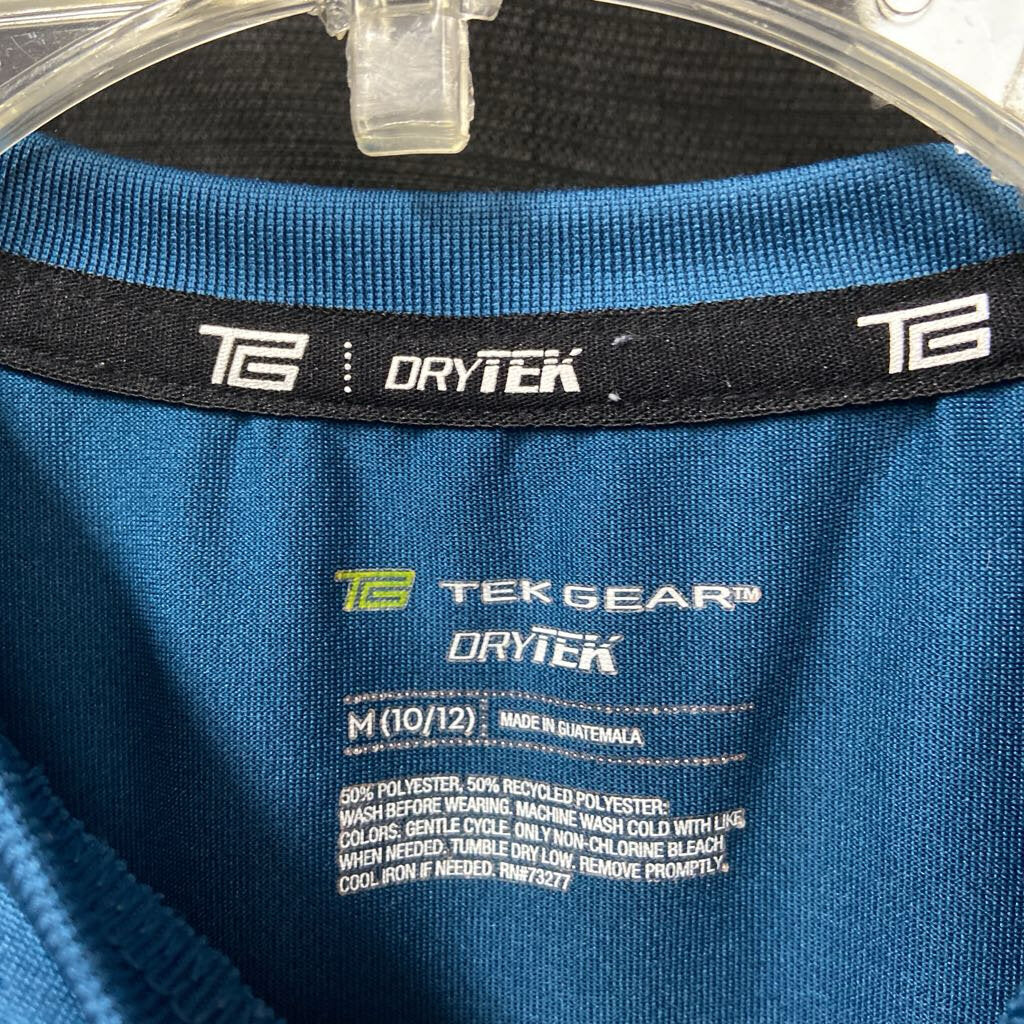 TG DRYTEK TG
TG TEK GEAR™
DRYTEK
M (10/12) MADE IN GUATEMALA
50% POLYESTER, 50% RECYCLED POLYESTER:
WASH BEFORE WEARING. MACHINE WASH COLD WITH LIKE
COLORS. GENTLE CYCLE. ONLY NON-CHLORINE BLEACH
WHEN NEEDED. TUMBLE DRY LOW. REMOVE PROMPTLY.
COOL IRON IF NEEDED. RN#73277